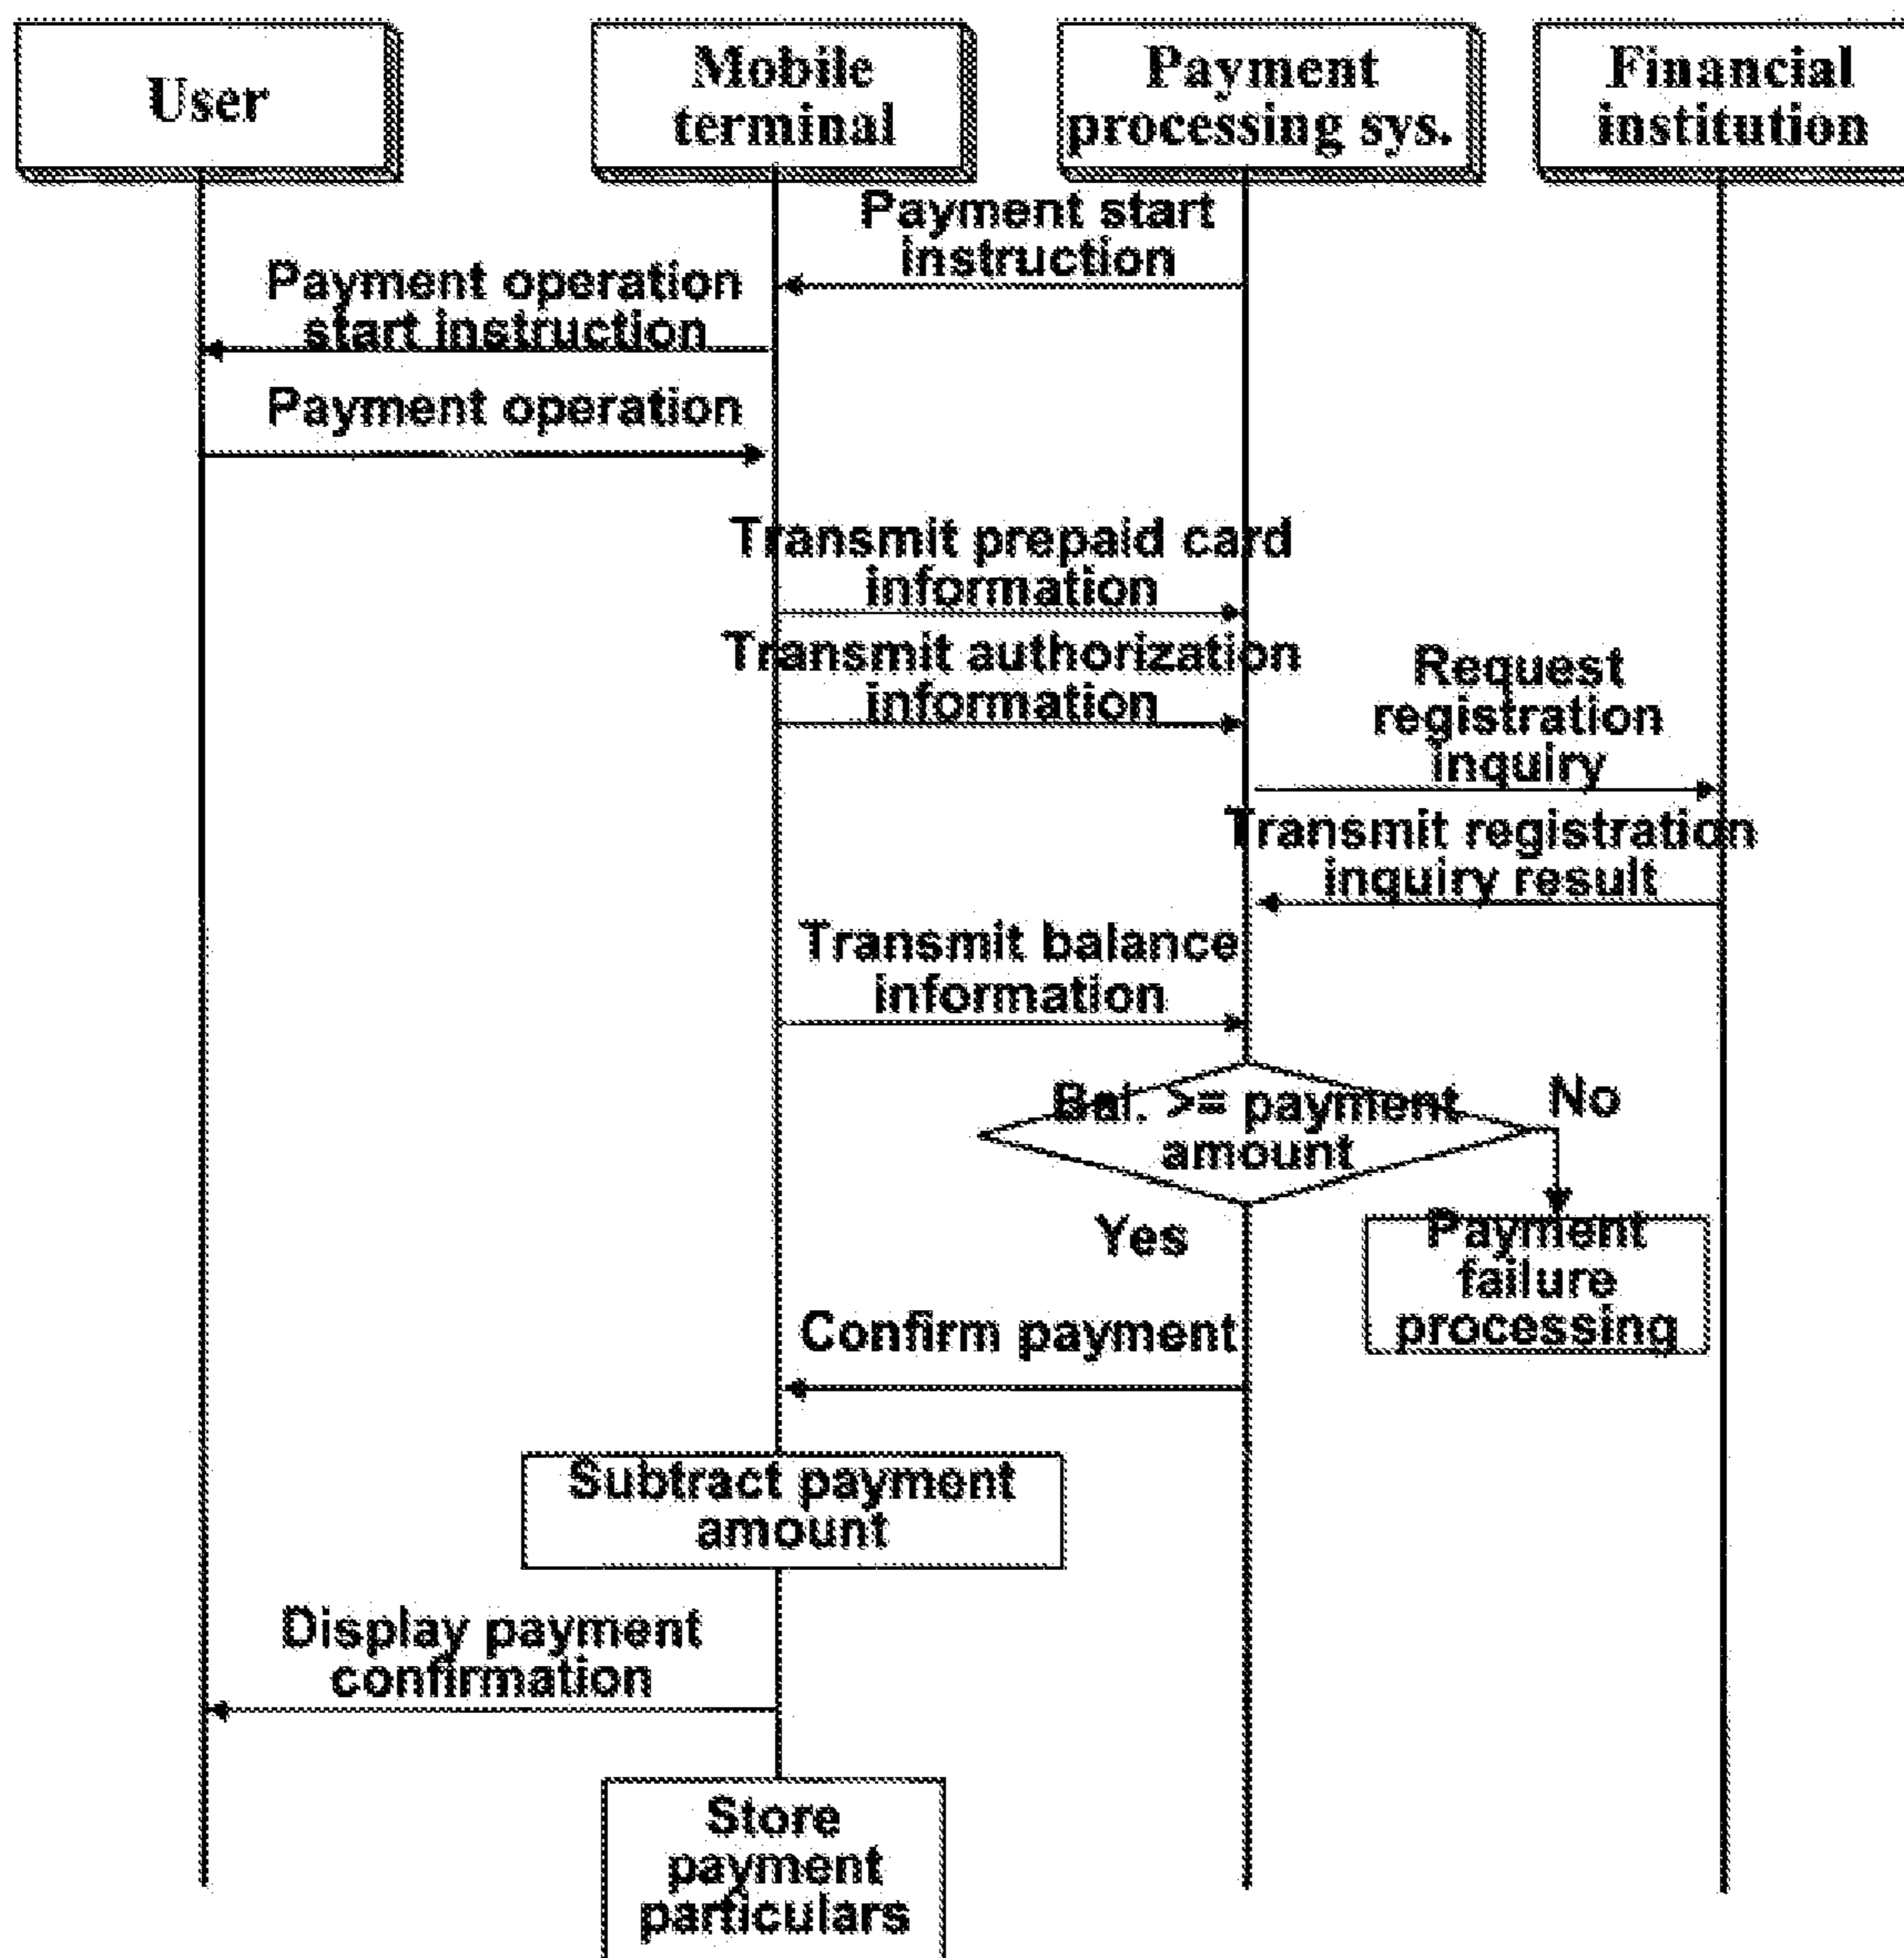 User
Mobile
terminal
Payment
processing sys.
Financial
institution
Payment start
instruction
Payment operation
start instruction
Payment operation
Transmit prepaid card
information
Transmit authorization
information
Request
registration
inquiry
Transmit registration
inquiry result
Transmit balance
information
Bal. >= payment
amount
No
Yes
Payment
failure
processing
Confirm payment
Subtract payment
amount
Display payment
confirmation
Store
payment
particulars